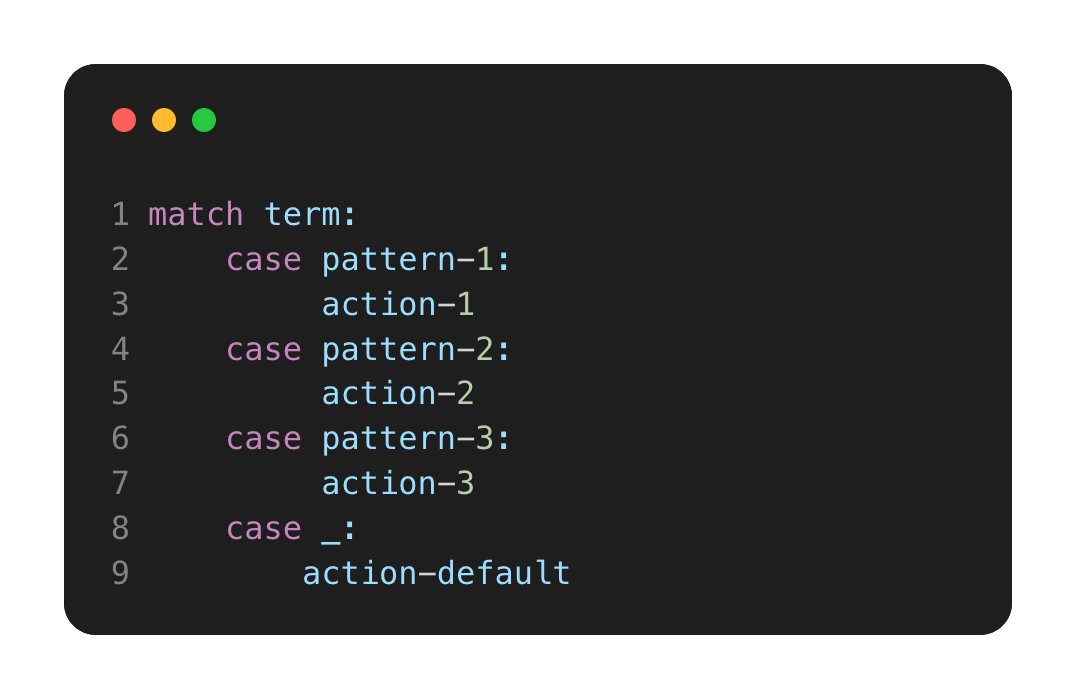 1 match term:
2     case pattern-1:
3          action-1
4     case pattern-2:
5          action-2
6     case pattern-3:
7          action-3
8     case _:
9         action-default